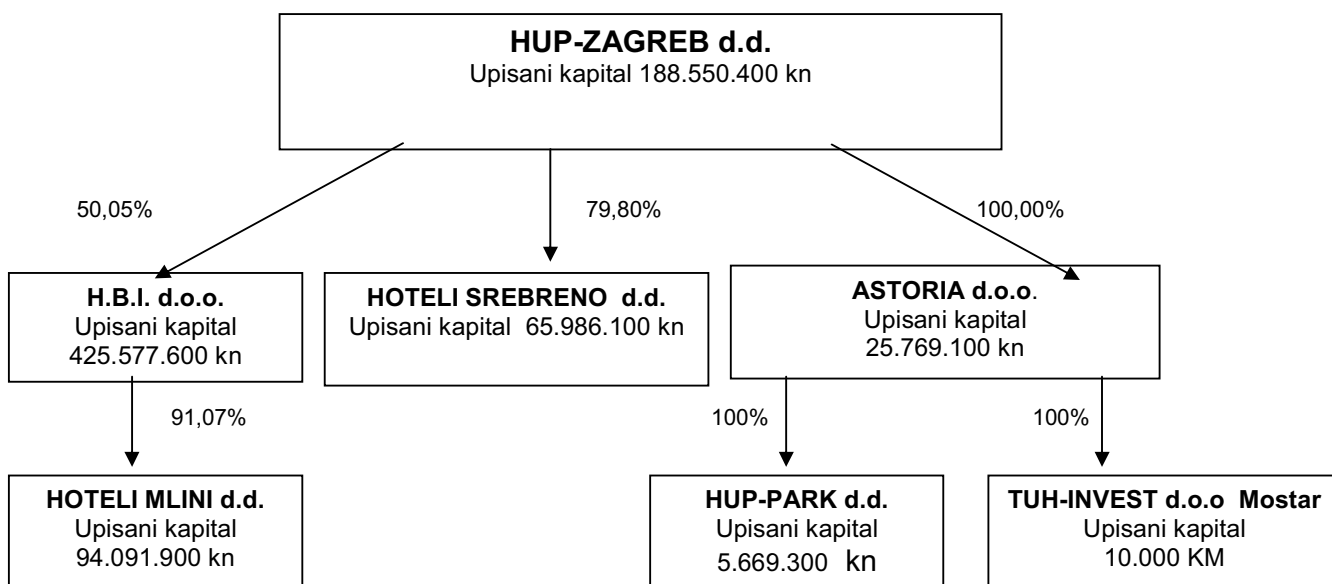 HUP-ZAGREB d.d.
Upisani kapital 188.550.400 kn
50,05%
79,80%
100,00%
H.B.I. d.o.o.
Upisani kapital
425.577.600 kn
HOTELI SREBRENO d.d.
Upisani kapital 65.986.100 kn
ASTORIA d.o.o.
Upisani kapital
25.769.100 kn
91,07%
100%
100%
HOTELI MLINI d.d.
Upisani kapital
94.091.900 kn
HUP-PARK d.d.
Upisani kapital
5.669.300 kn
TUH-INVEST d.o.o Mostar
Upisani kapital
10.000 KM